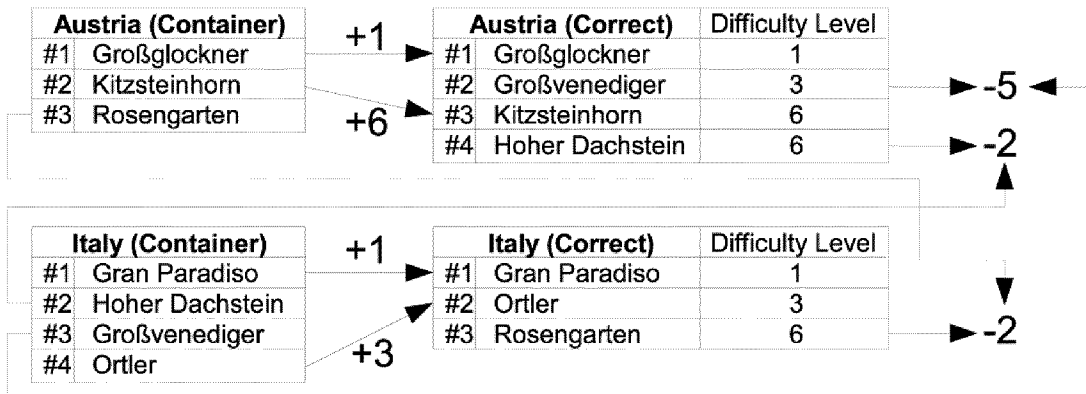 Austria (Container) +1 Austria (Correct) Difficulty Level
#1 Großglockner #1 Großglockner 1
#2 Kitzsteinhorn #2 Großvenediger 3 -5
#3 Rosengarten +6 #3 Kitzsteinhorn 6
#4 Hoher Dachstein 6 -2
Italy (Container) +1 Italy (Correct) Difficulty Level
#1 Gran Paradiso #1 Gran Paradiso 1
#2 Hoher Dachstein #2 Ortler 3
#3 Großvenediger #3 Rosengarten 6 -2
#4 Ortler +3